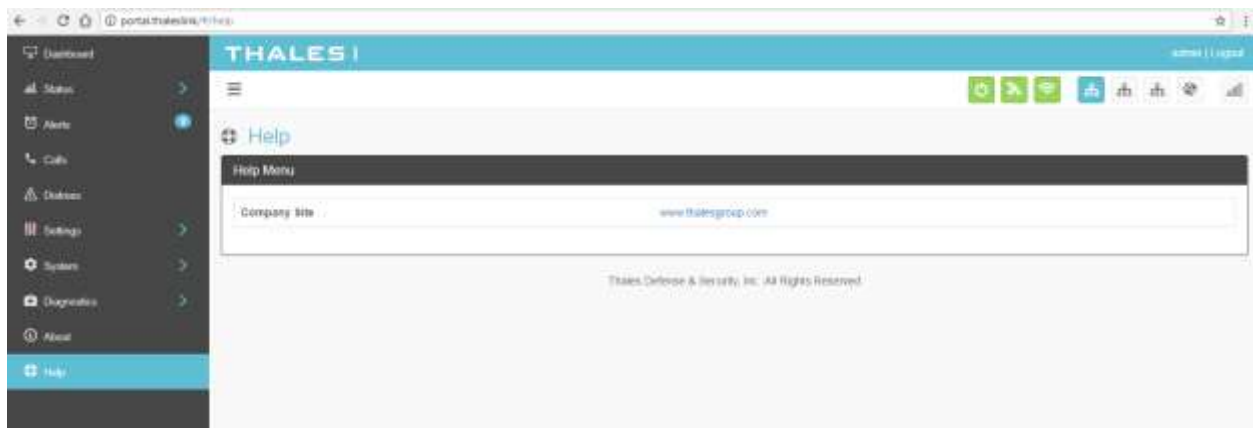 portal.thaleslink/#/help
Dashboard
THALES
admin | Logout
Status
Alerts
Help
Calls
Help Menu
Distress
Company Site
www.thalesgroup.com
Settings
System
Thales Defense & Security, Inc. All Rights Reserved
Diagnostics
About
Help